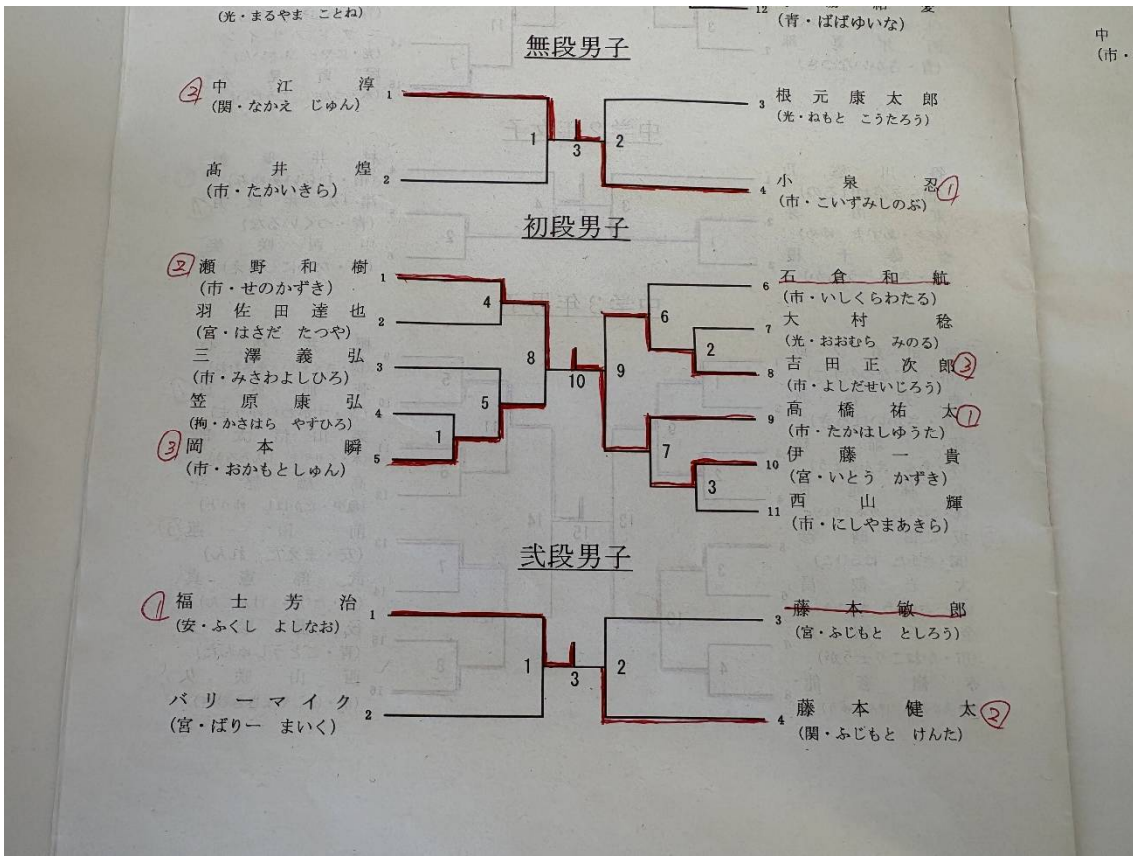 (光・まるやま　ことね)
12
(青・ばばゆいな)
無段男子
② 中江淳 1
(関・なかえ　じゅん)
髙井煌 2
(市・たかいきら)
1
3
2
3 根元康太郎
(光・ねもと　こうたろう)
4 小泉忍 ①
(市・こいずみしのぶ)
初段男子
② 瀬野和樹 1
(市・せのかずき)
羽佐田達也 2
(宮・はさだ　たつや)
三澤義弘 3
(市・みさわよしひろ)
笠原康弘 4
(拘・かさはら　やずひろ)
③ 岡本瞬 5
(市・おかもとしゅん)
4
8
5
1
10
9
6
2
7
3
6 石倉和航
(市・いしくらわたる)
7 大村稔
(光・おおむら　みのる)
8 吉田正次郎 ③
(市・よしだせいじろう)
9 高橋祐太 ①
(市・たかはしゆうた)
10 伊藤一貴
(宮・いとう　かずき)
11 西山輝
(市・にしやまあきら)
弐段男子
① 福士芳治 1
(安・ふくし　よしなお)
バリーマイク 2
(宮・ばりー　まいく)
1
3
2
3 藤本敏郎
(宮・ふじもと　としろう)
4 藤本健太 ②
(関・ふじもと　けんた)
中
(市・